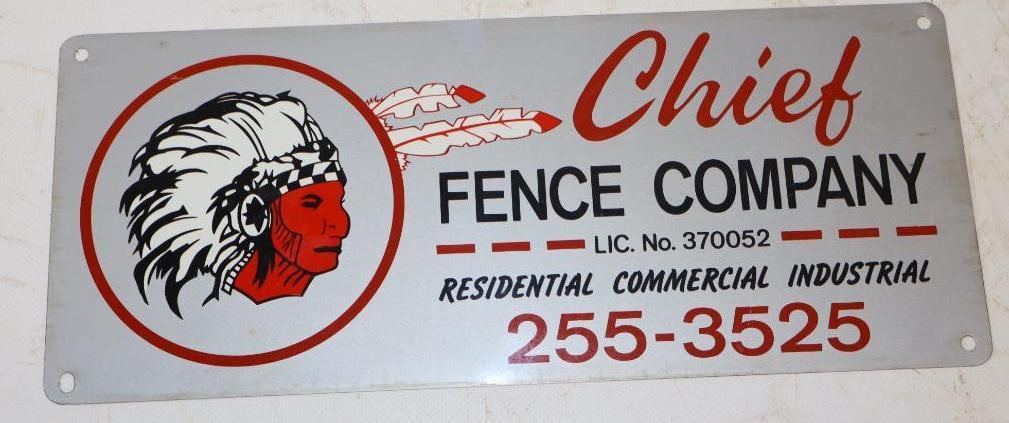 Chief
FENCE COMPANY
LIC. No. 370052
RESIDENTIAL COMMERCIAL INDUSTRIAL
255-3525